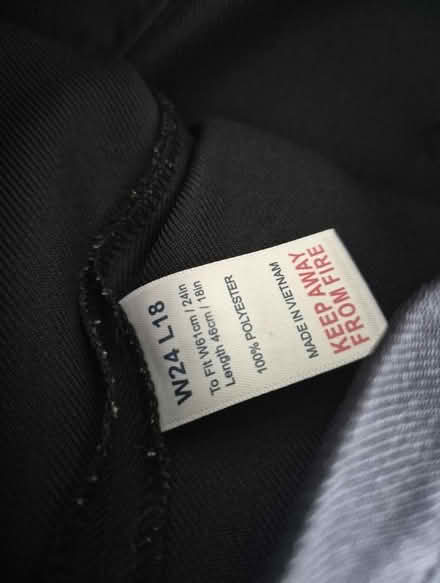 W24 L18
To Fit W61cm / 24in
Length 46cm / 18in
100% POLYESTER
MADE IN VIETNAM
KEEP AWAY
FROM FIRE